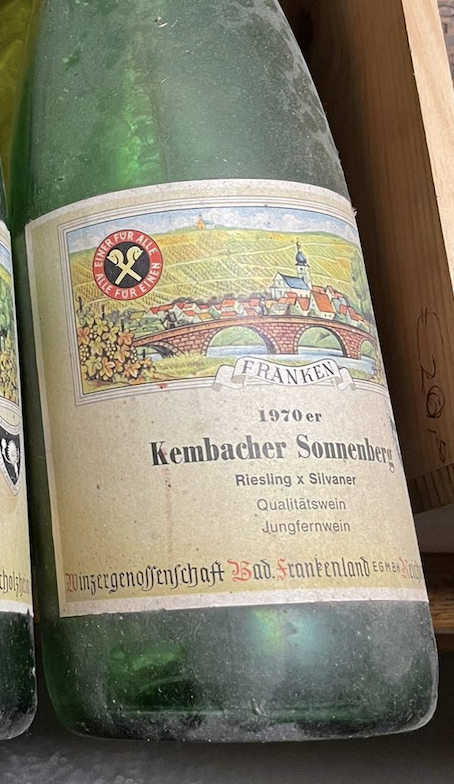 EINER FÜR ALLE
ALLE FÜR EINEN
FRANKEN
1970er
Kembacher Sonnenberg
Riesling x Silvaner
Qualitätswein
Jungfernwein
Winzergenossenschaft Bad. Frankenland EGMBH